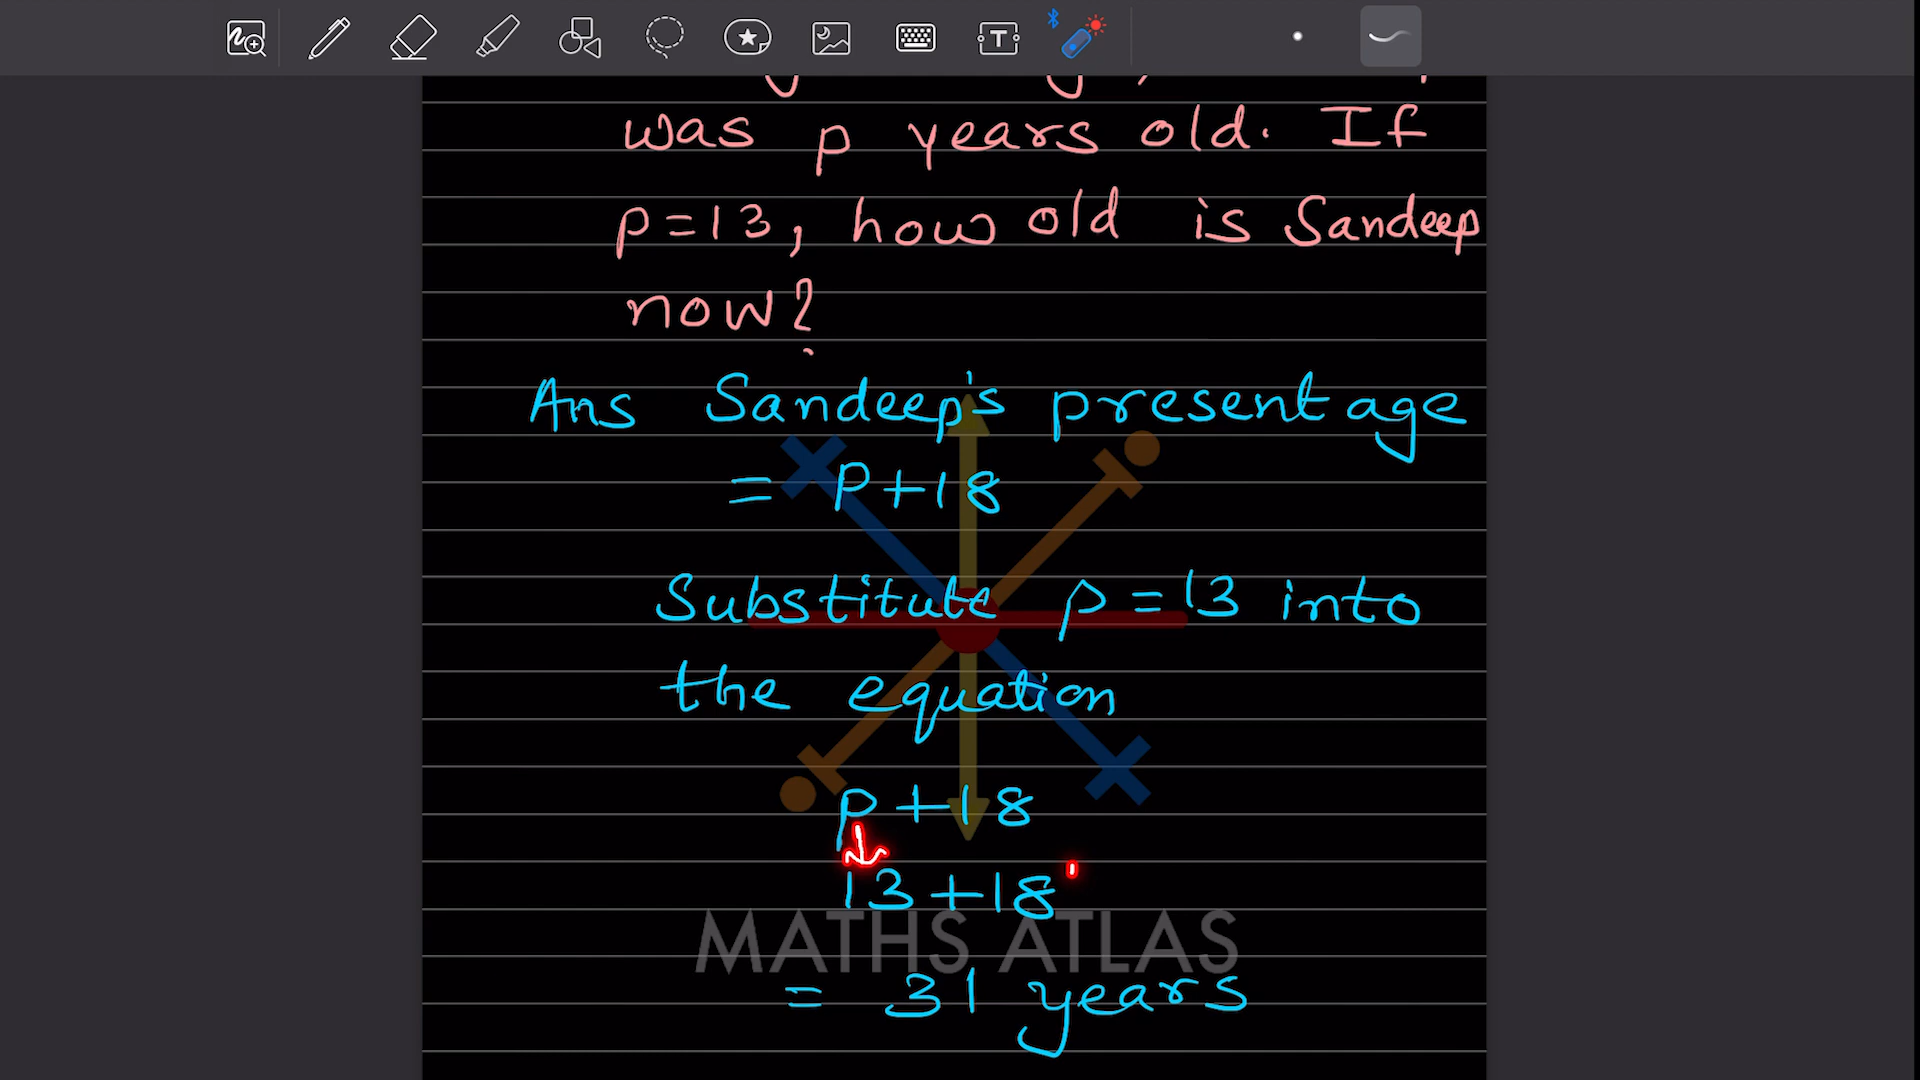 was p years old. If
p=13, how old is Sandeep
now?
Ans Sandeep's present age
= P+18
Substitute p=13 into
the equation
p+18
13+18
MATHS ATLAS
= 31 years